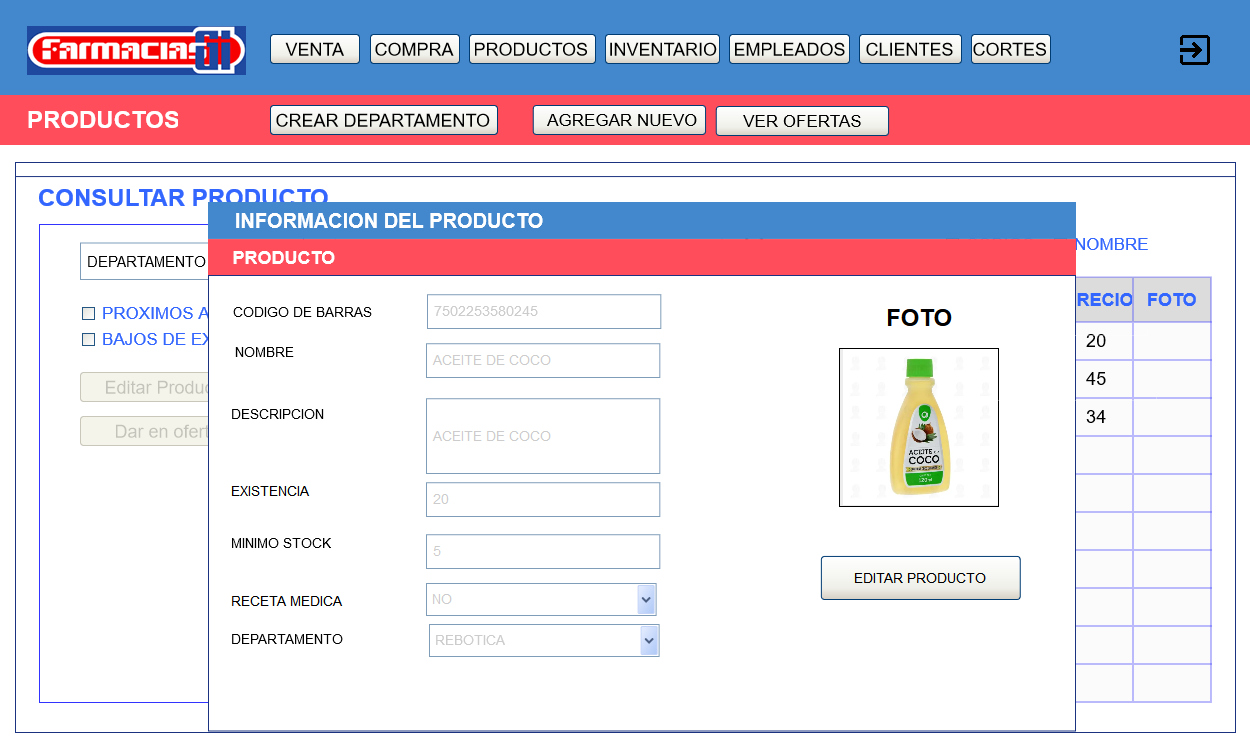 Farmacias GI
VENTA
COMPRA
PRODUCTOS
INVENTARIO
EMPLEADOS
CLIENTES
CORTES
PRODUCTOS
CREAR DEPARTAMENTO
AGREGAR NUEVO
VER OFERTAS
CONSULTAR PRODUCTO
INFORMACION DEL PRODUCTO
PRODUCTO
NOMBRE
DEPARTAMENTO
PROXIMOS A
BAJOS DE EX
Editar Produc
Dar en ofert
CODIGO DE BARRAS
7502253580245
NOMBRE
ACEITE DE COCO
DESCRIPCION
ACEITE DE COCO
EXISTENCIA
20
MINIMO STOCK
5
RECETA MEDICA
NO
DEPARTAMENTO
REBOTICA
FOTO
ACEITE DE
COCO
120 ml
EDITAR PRODUCTO
RECIO
FOTO
20
45
34